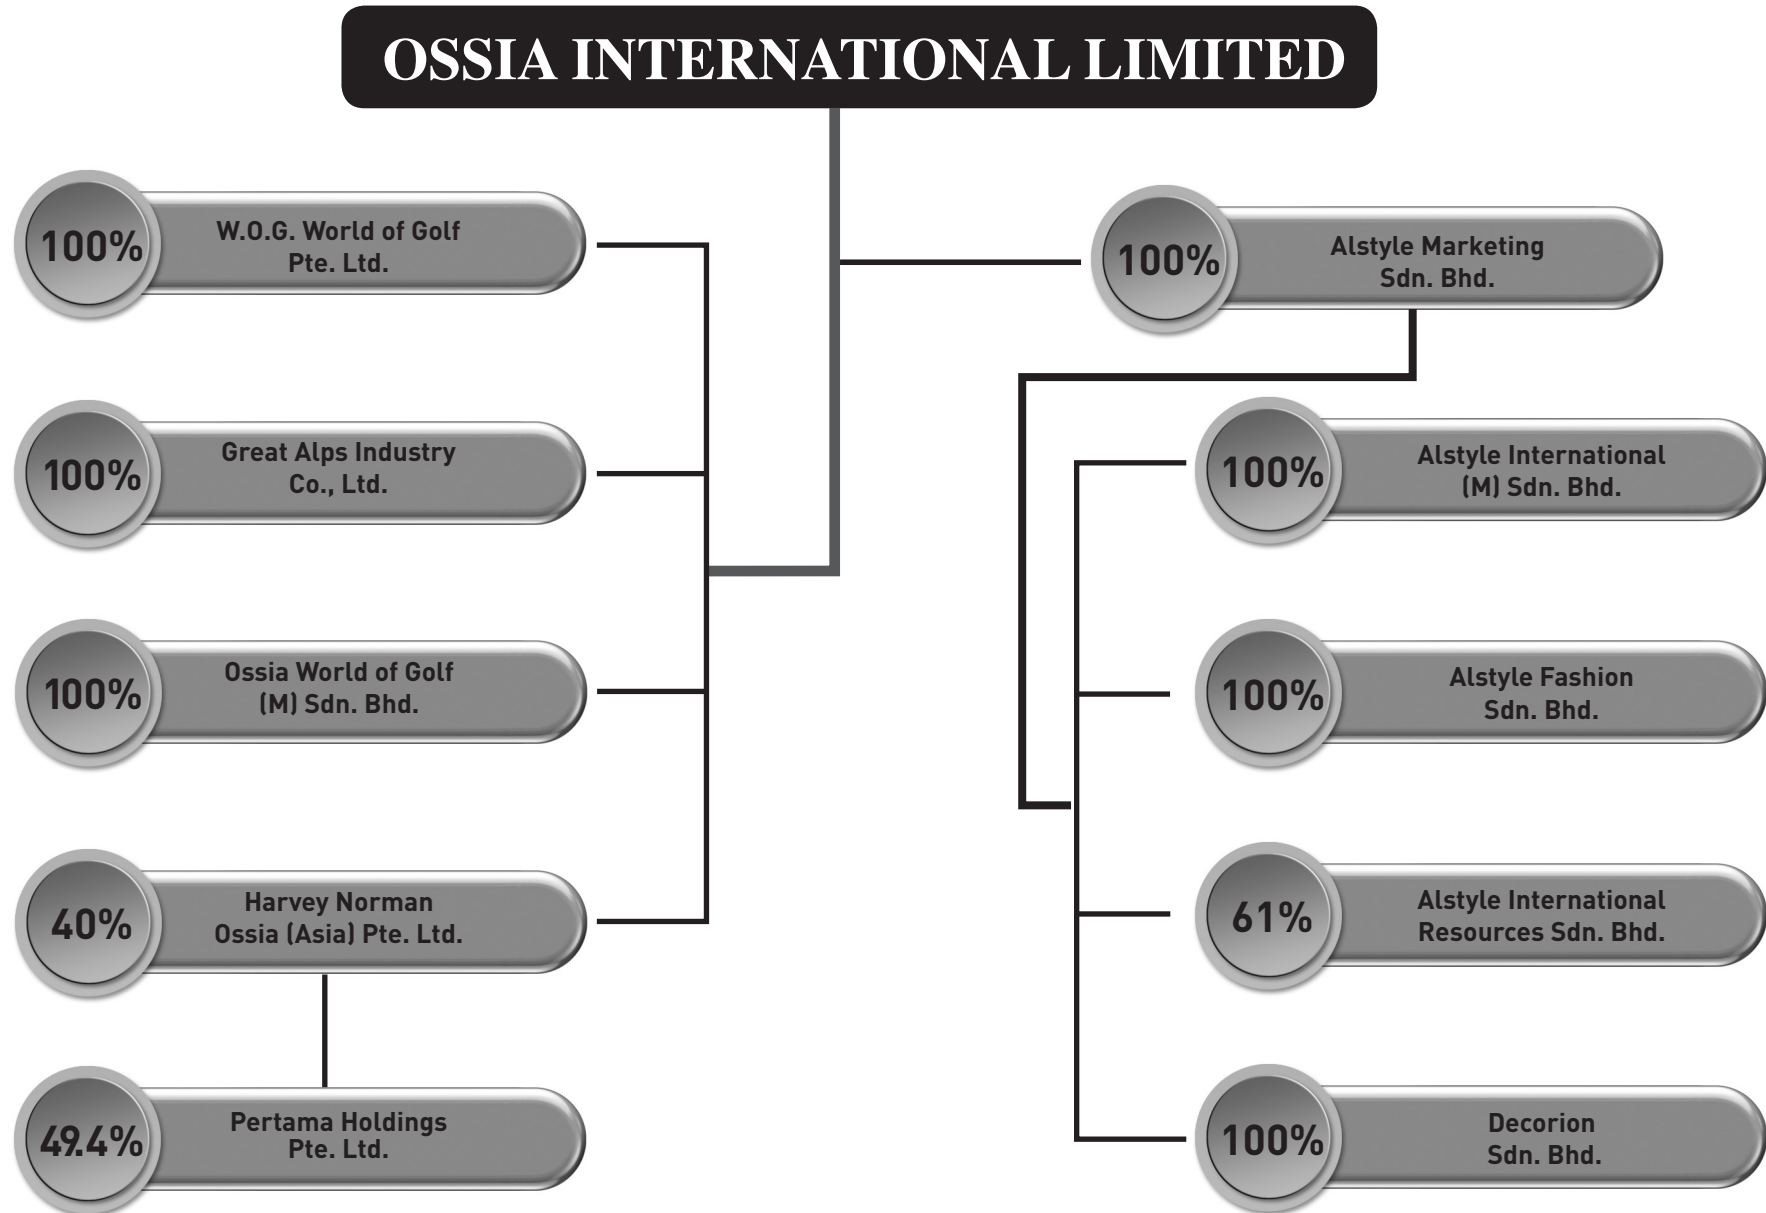 OSSIA INTERNATIONAL LIMITED
100%
W.O.G. World of Golf
Pte. Ltd.
100%
Great Alps Industry
Co., Ltd.
100%
Ossia World of Golf
(M) Sdn. Bhd.
40%
Harvey Norman
Ossia (Asia) Pte. Ltd.
49.4%
Pertama Holdings
Pte. Ltd.
100%
Alstyle Marketing
Sdn. Bhd.
100%
Alstyle International
(M) Sdn. Bhd.
100%
Alstyle Fashion
Sdn. Bhd.
61%
Alstyle International
Resources Sdn. Bhd.
100%
Decorion
Sdn. Bhd.